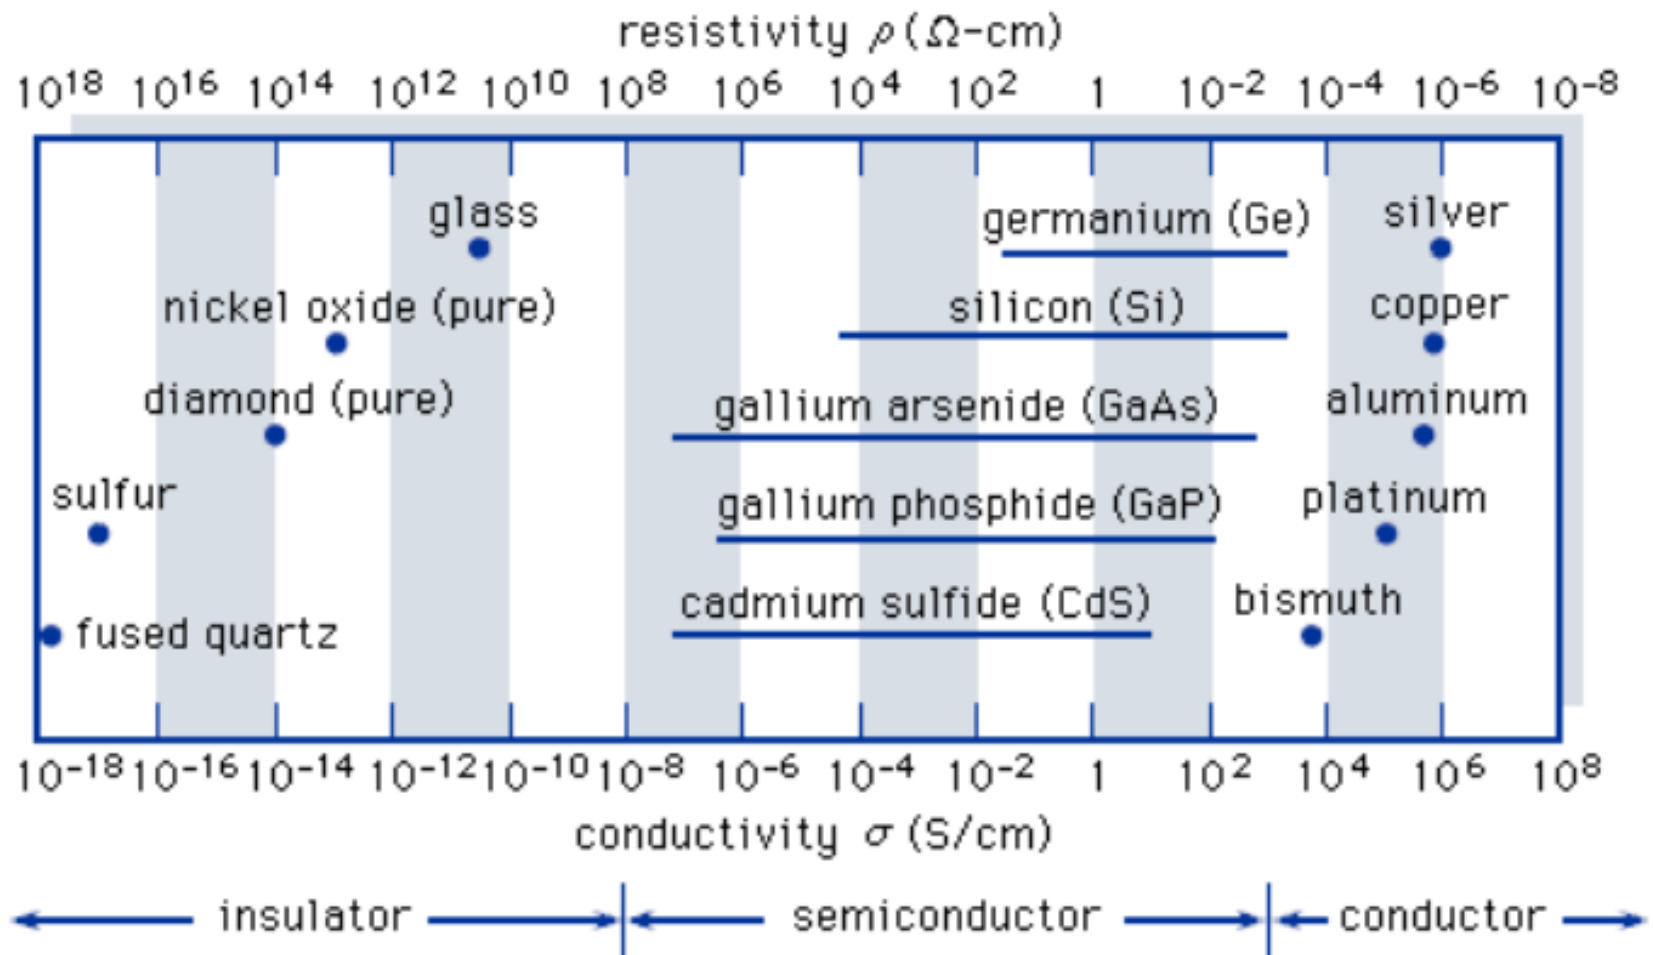 resistivity ρ(Ω-cm)
10¹⁸ 10¹⁶ 10¹⁴ 10¹² 10¹⁰ 10⁸ 10⁶ 10⁴ 10² 1 10⁻² 10⁻⁴ 10⁻⁶ 10⁻⁸
glass
germanium (Ge)
silver
nickel oxide (pure)
silicon (Si)
copper
diamond (pure)
gallium arsenide (GaAs)
aluminum
sulfur
gallium phosphide (GaP)
platinum
fused quartz
cadmium sulfide (CdS)
bismuth
10⁻¹⁸ 10⁻¹⁶ 10⁻¹⁴ 10⁻¹² 10⁻¹⁰ 10⁻⁸ 10⁻⁶ 10⁻⁴ 10⁻² 1 10² 10⁴ 10⁶ 10⁸
conductivity σ (S/cm)
insulator semiconductor conductor